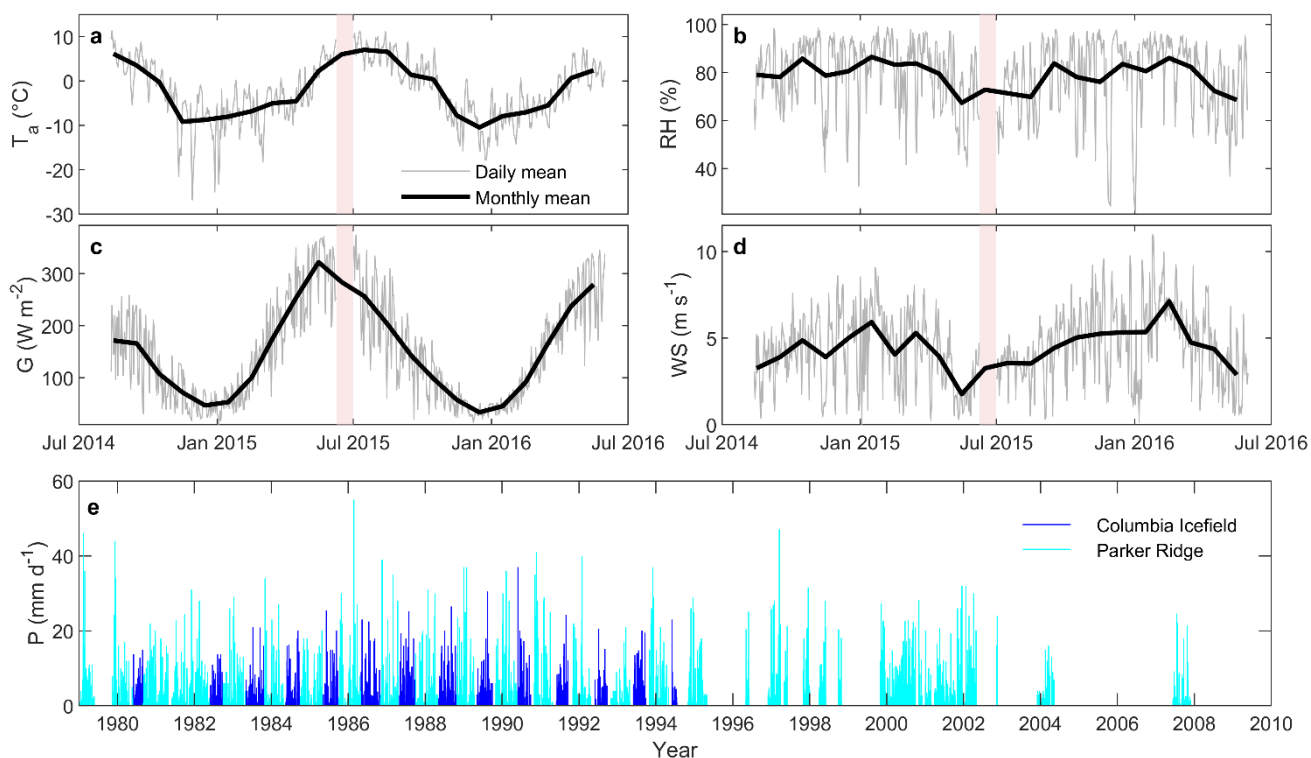 a
10
0
-10
-20
-30
T_a (°C)
Daily mean
Monthly mean
b
100
80
60
40
RH (%)
c
300
200
100
G (W m^-2)
Jul 2014 Jan 2015 Jul 2015 Jan 2016 Jul 2016
d
10
5
0
WS (m s^-1)
Jul 2014 Jan 2015 Jul 2015 Jan 2016 Jul 2016
e
60
40
20
0
P (mm d^-1)
Columbia Icefield
Parker Ridge
1980 1982 1984 1986 1988 1990 1992 1994 1996 1998 2000 2002 2004 2006 2008 2010
Year